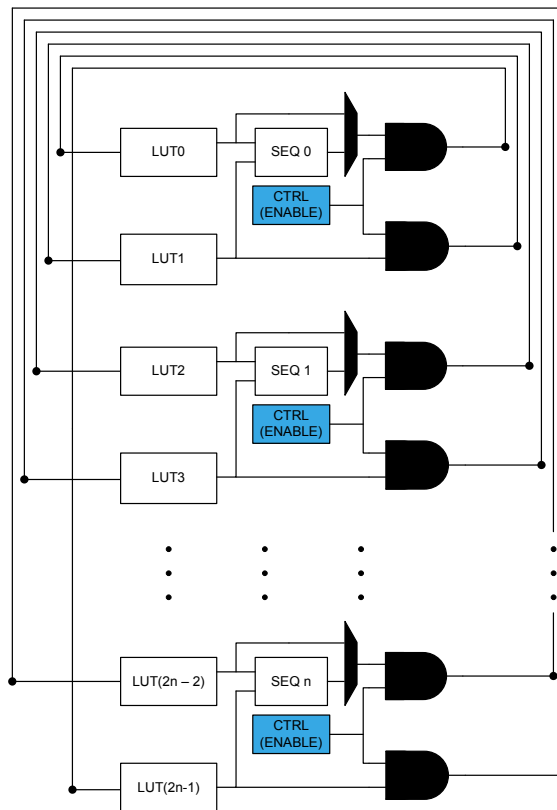 LUT0
SEQ 0
CTRL
(ENABLE)
LUT1
LUT2
SEQ 1
CTRL
(ENABLE)
LUT3
LUT(2n – 2)
SEQ n
CTRL
(ENABLE)
LUT(2n-1)